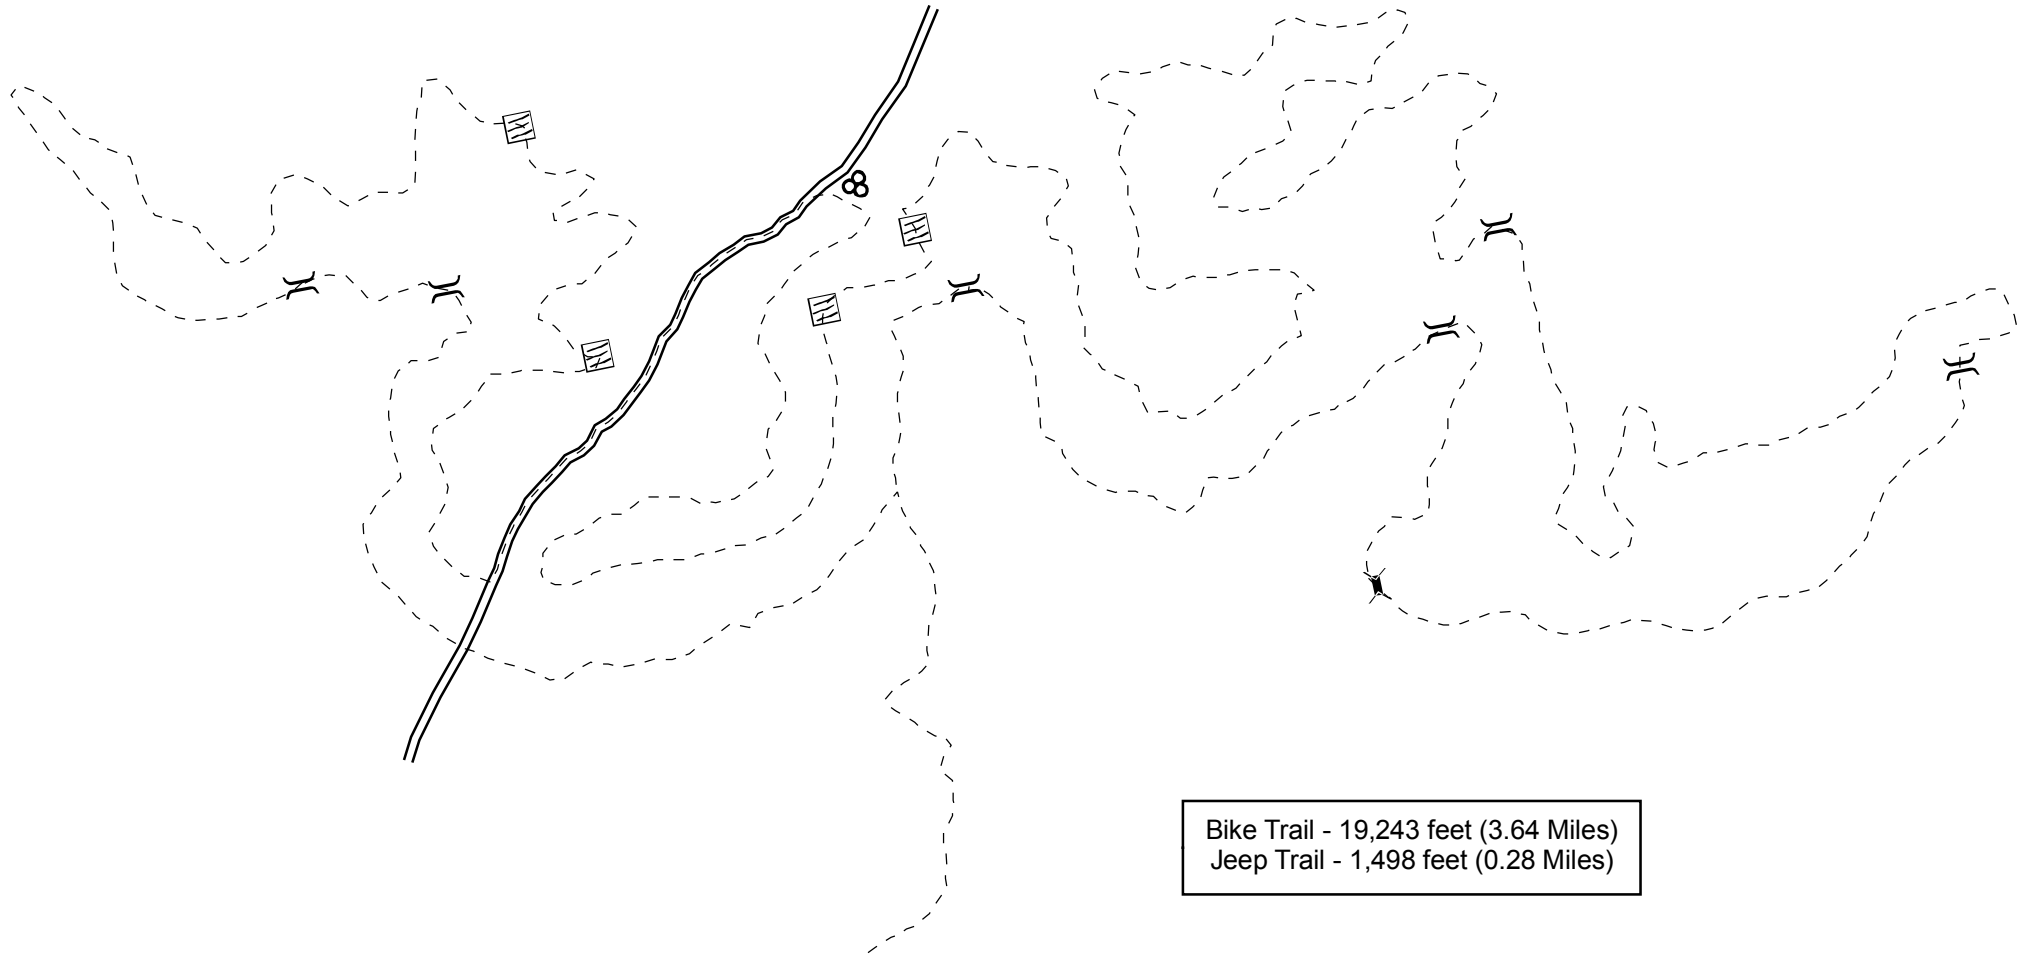 Bike Trail - 19,243 feet (3.64 Miles)
Jeep Trail - 1,498 feet (0.28 Miles)